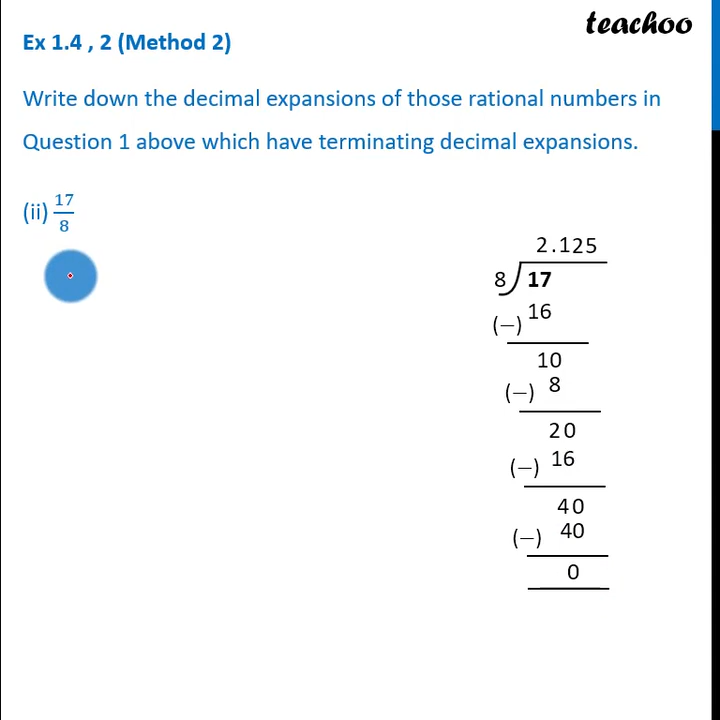 teachoo
Ex 1.4 , 2 (Method 2)
Write down the decimal expansions of those rational numbers in
Question 1 above which have terminating decimal expansions.
(ii) 17/8
2.125
8 17
(−) 16
10
(−) 8
20
(−) 16
40
(−) 40
0